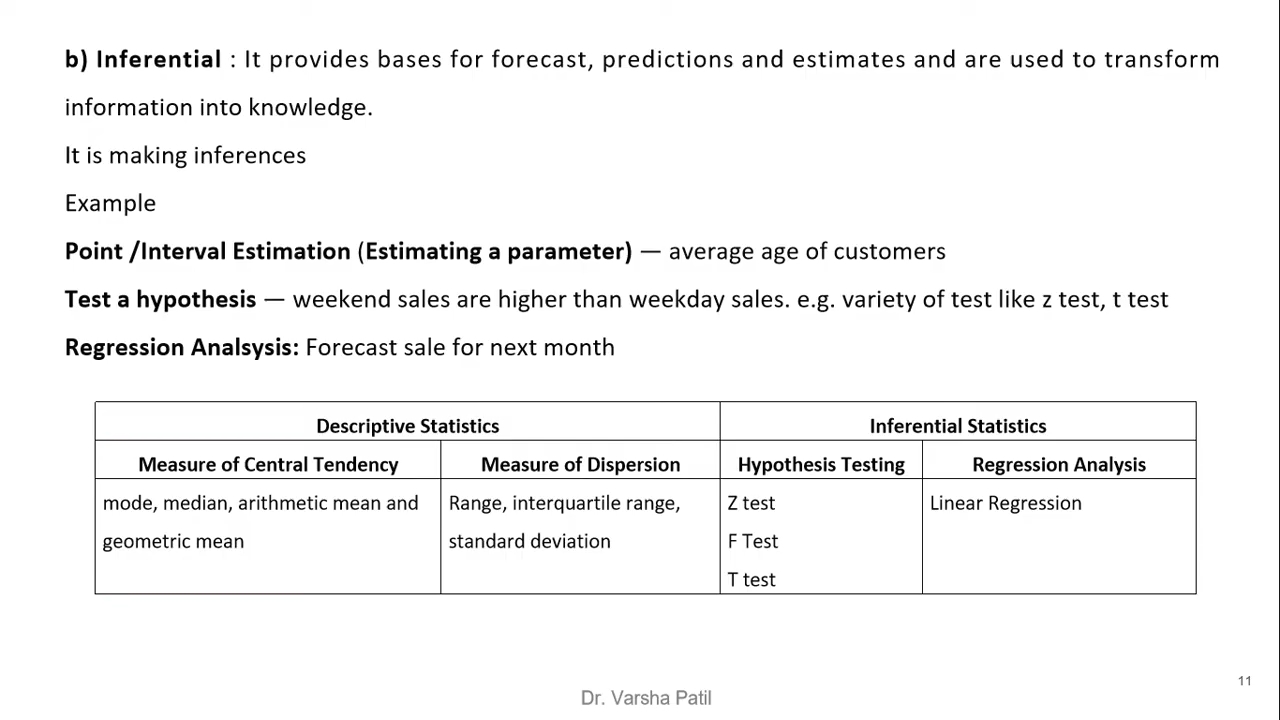 b) Inferential : It provides bases for forecast, predictions and estimates and are used to transform
information into knowledge.
It is making inferences
Example
Point /Interval Estimation (Estimating a parameter) — average age of customers
Test a hypothesis — weekend sales are higher than weekday sales. e.g. variety of test like z test, t test
Regression Analsysis: Forecast sale for next month
Descriptive Statistics Inferential Statistics
Measure of Central Tendency Measure of Dispersion Hypothesis Testing Regression Analysis
mode, median, arithmetic mean and Range, interquartile range, Z test Linear Regression
geometric mean standard deviation F Test
T test
11
Dr. Varsha Patil